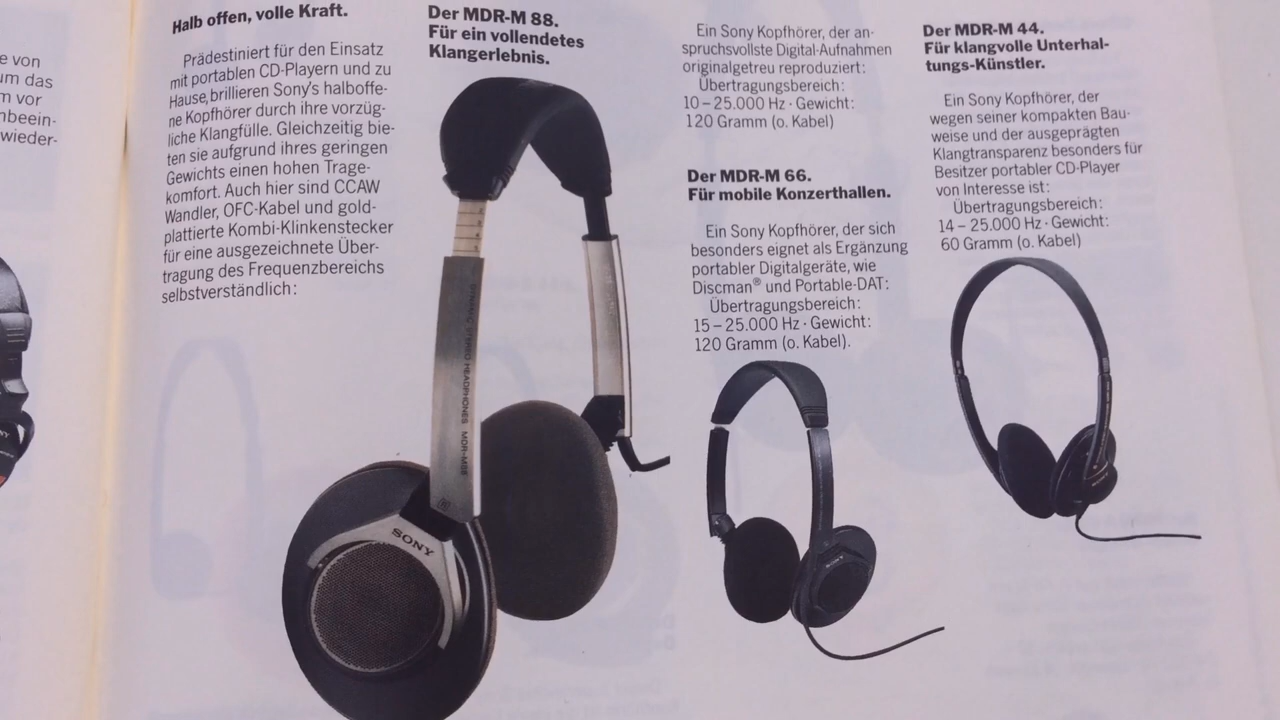 e von
um das
m vor
nbeein-
wieder-
Halb offen, volle Kraft.
Prädestiniert für den Einsatz
mit portablen CD-Playern und zu
Hause, brillieren Sony's halboffe-
ne Kopfhörer durch ihre vorzüg-
liche Klangfülle. Gleichzeitig bie-
ten sie aufgrund ihres geringen
Gewichts einen hohen Trage-
komfort. Auch hier sind CCAW
Wandler, OFC-Kabel und gold-
plattierte Kombi-Klinkenstecker
für eine ausgezeichnete Über-
tragung des Frequenzbereichs
selbstverständlich:
Der MDR-M 88.
Für ein vollendetes
Klangerlebnis.
DYNAMIC STEREO HEADPHONES MDR-M88
SONY
Ein Sony Kopfhörer, der an-
spruchsvollste Digital-Aufnahmen
originalgetreu reproduziert:
Übertragungsbereich:
10 – 25.000 Hz · Gewicht:
120 Gramm (o. Kabel)
Der MDR-M 66.
Für mobile Konzerthallen.
Ein Sony Kopfhörer, der sich
besonders eignet als Ergänzung
portabler Digitalgeräte, wie
Discman® und Portable-DAT:
Übertragungsbereich:
15 – 25.000 Hz · Gewicht:
120 Gramm (o. Kabel).
Der MDR-M 44.
Für klangvolle Unterhal-
tungs-Künstler.
Ein Sony Kopfhörer, der
wegen seiner kompakten Bau-
weise und der ausgeprägten
Klangtransparenz besonders für
Besitzer portabler CD-Player
von Interesse ist:
Übertragungsbereich:
14 – 25.000 Hz · Gewicht:
60 Gramm (o. Kabel)